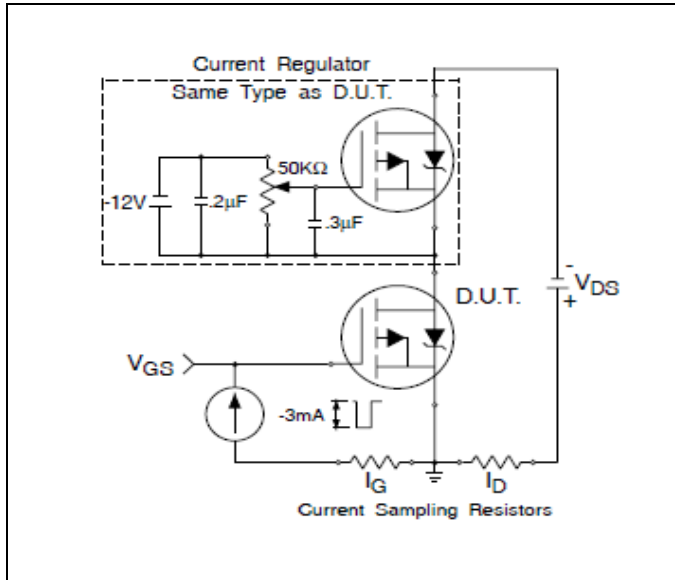 Current Regulator
Same Type as D.U.T.
50KΩ
-12V
.2μF
.3μF
D.U.T.
-
VDS
+
VGS
-3mA
IG
ID
Current Sampling Resistors